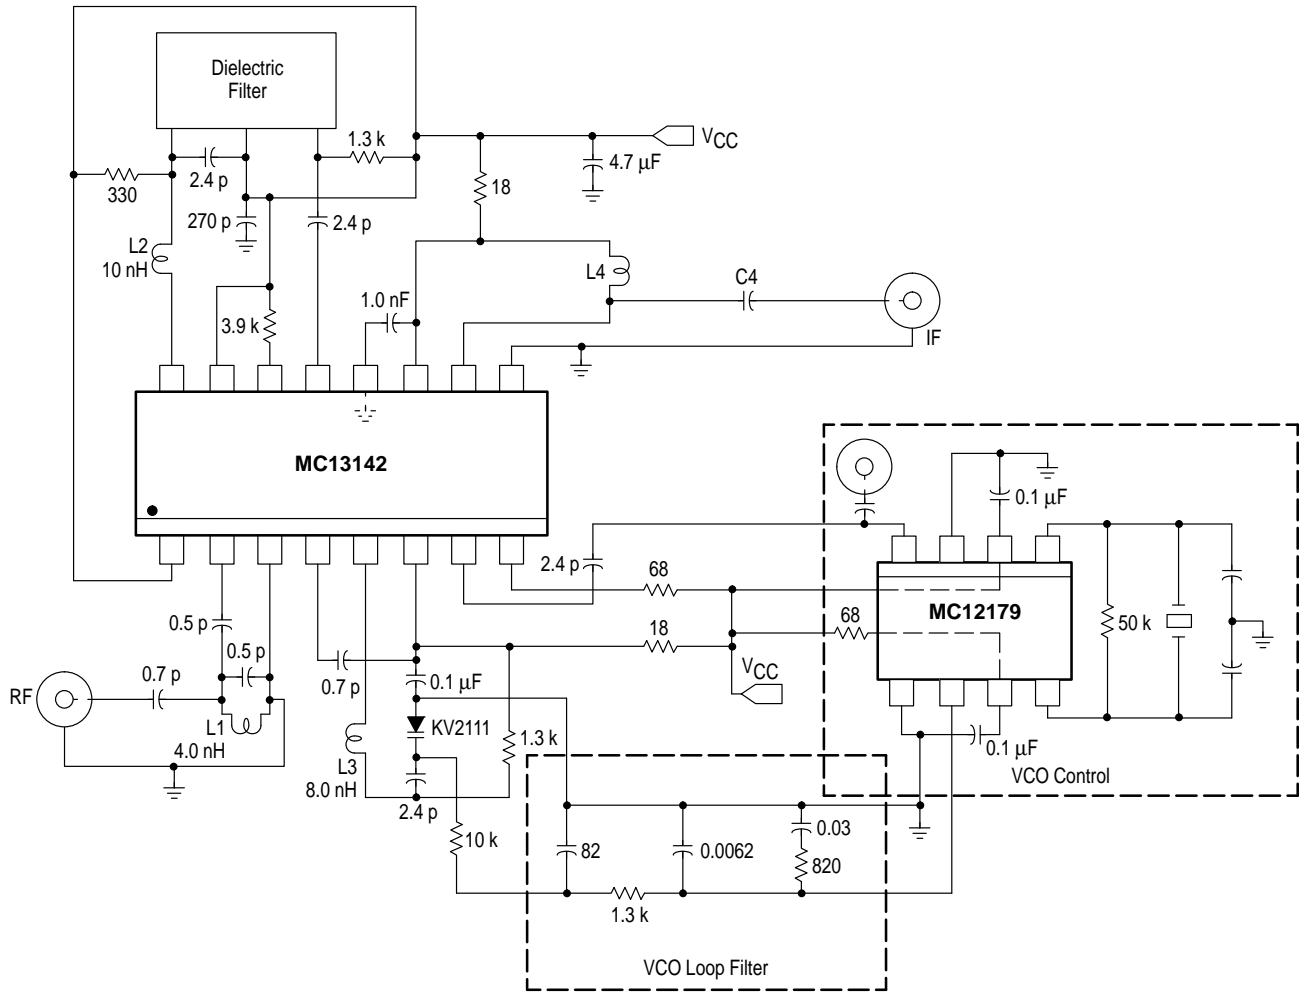 Dielectric
Filter
1.3 k
VCC
4.7 µF
2.4 p
330
18
270 p
2.4 p
L2
10 nH
L4
C4
1.0 nF
3.9 k
IF
MC13142
0.1 µF
2.4 p
68
MC12179
50 k
0.5 p
68
18
0.5 p
0.7 p
VCC
0.7 p
0.1 µF
RF
L1
4.0 nH
KV2111
1.3 k
L3
8.0 nH
0.1 µF
VCO Control
2.4 p
10 k
82
0.0062
0.03
820
1.3 k
VCO Loop Filter